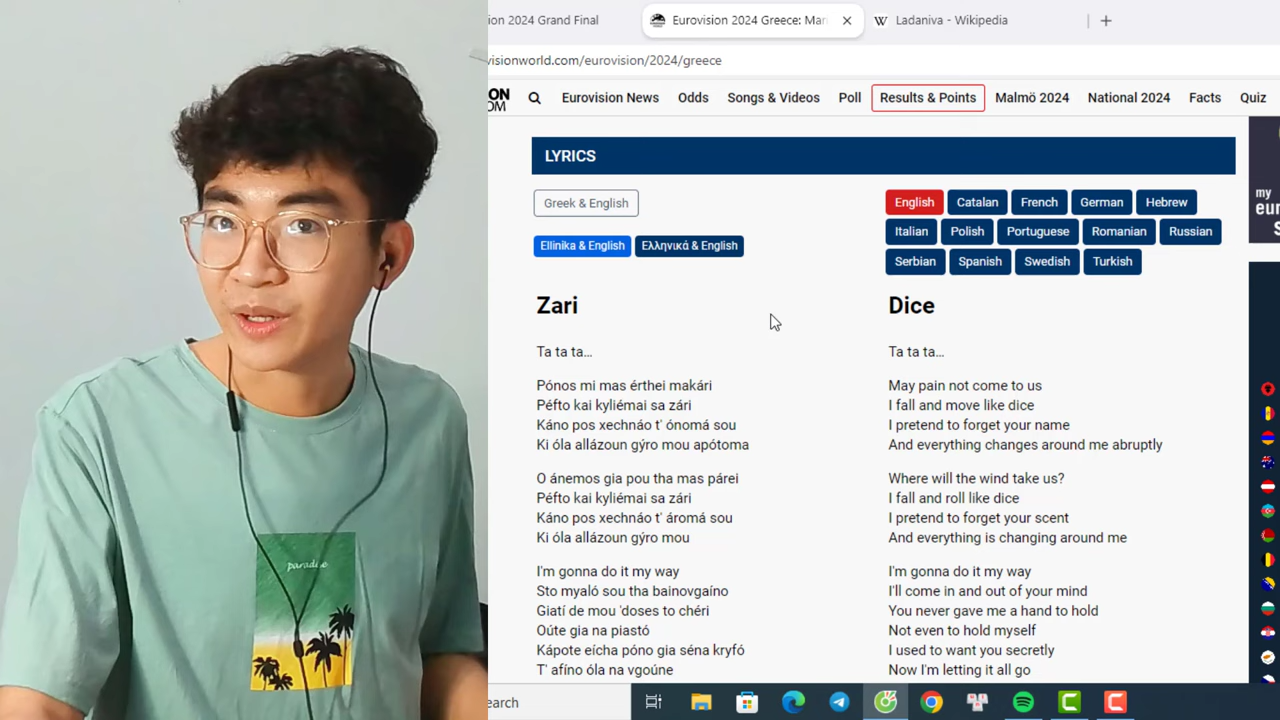 ion 2024 Grand Final
Eurovision 2024 Greece: Mar
Ladaniva - Wikipedia
visionworld.com/eurovision/2024/greece
ON
OM
Eurovision News
Odds
Songs & Videos
Poll
Results & Points
Malmö 2024
National 2024
Facts
Quiz
LYRICS
Greek & English
Ellinika & English
Ελληνικά & English
English
Catalan
French
German
Hebrew
Italian
Polish
Portuguese
Romanian
Russian
Serbian
Spanish
Swedish
Turkish
Zari
Ta ta ta...
Pónos mi mas érthei makári
Péfto kai kyliémai sa zári
Káno pos xechnáo t' ónomá sou
Ki óla allázoun gýro mou apótoma
O ánemos gia pou tha mas párei
Péfto kai kyliémai sa zári
Káno pos xechnáo t' áromá sou
Ki óla allázoun gýro mou
I'm gonna do it my way
Sto myaló sou tha bainovgaíno
Giatí de mou 'doses to chéri
Oúte gia na piastó
Kápote eícha póno gia séna kryfó
T' afíno óla na vgoúne
Dice
Ta ta ta...
May pain not come to us
I fall and move like dice
I pretend to forget your name
And everything changes around me abruptly
Where will the wind take us?
I fall and roll like dice
I pretend to forget your scent
And everything is changing around me
I'm gonna do it my way
I'll come in and out of your mind
You never gave me a hand to hold
Not even to hold myself
I used to want you secretly
Now I'm letting it all go
my
eur
S
earch
paradise